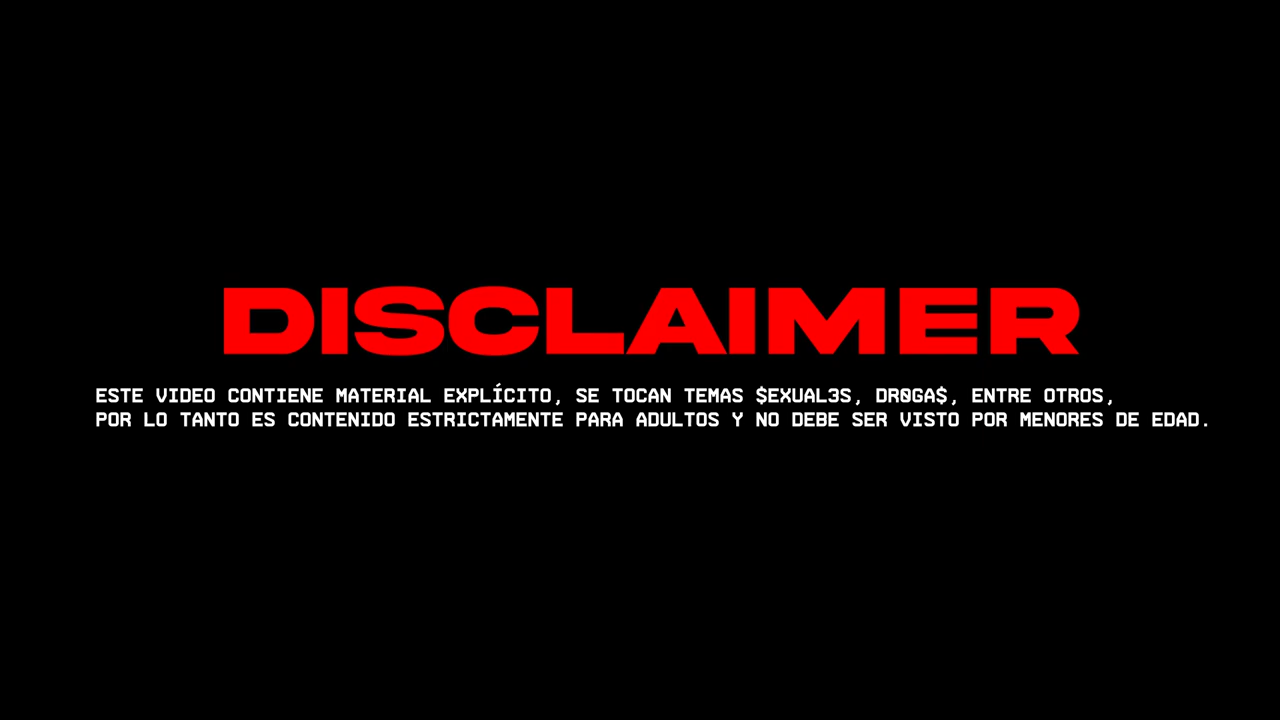 DISCLAIMER
ESTE VIDEO CONTIENE MATERIAL EXPLÍCITO, SE TOCAN TEMAS $EXUAL3S, DR0GA$, ENTRE OTROS,
POR LO TANTO ES CONTENIDO ESTRICTAMENTE PARA ADULTOS Y NO DEBE SER VISTO POR MENORES DE EDAD.